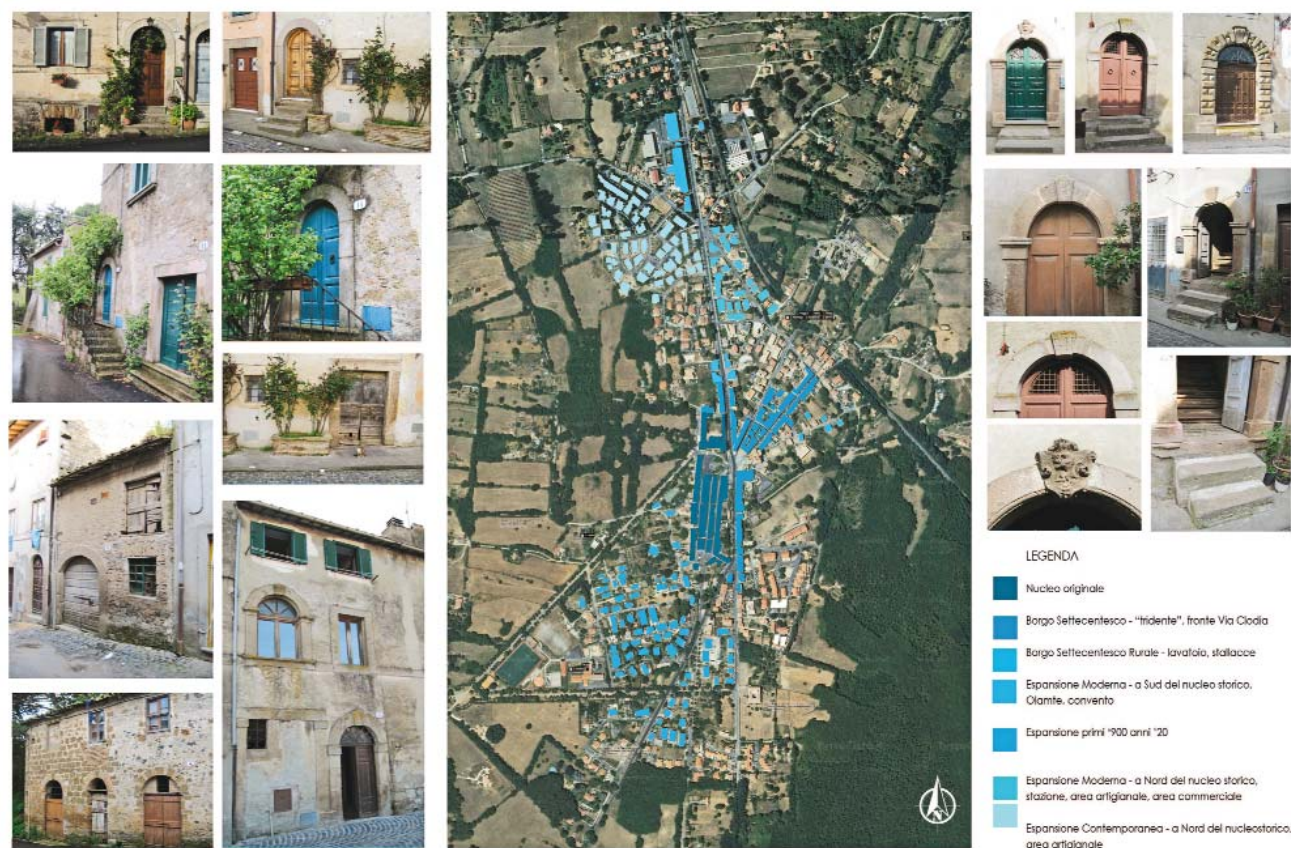 LEGENDA
Nucleo originale
Borgo Settecentesco - "tridente", fronte Via Clodia
Borgo Settecentesco Rurale - lavatoio, stallacce
Espansione Moderna - a Sud del nucleo storico,
Olamte, convento
Espansione primi '900 anni '20
Espansione Moderna - a Nord del nucleo storico,
stazione, area artigianale, area commerciale
Espansione Contemporanea - a Nord del nucleostorico,
area artigianale
N